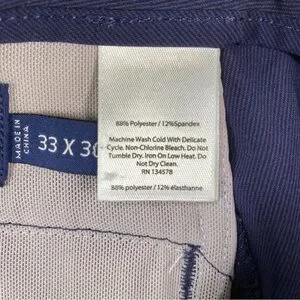 MADE IN
CHINA
33 X 30
88% Polyester / 12%Spandex
Machine Wash Cold With Delicate
Cycle. Non-Chlorine Bleach. Do Not
Tumble Dry. Iron On Low Heat. Do
Not Dry Clean.
RN 134578
88% polyester / 12% élasthanne